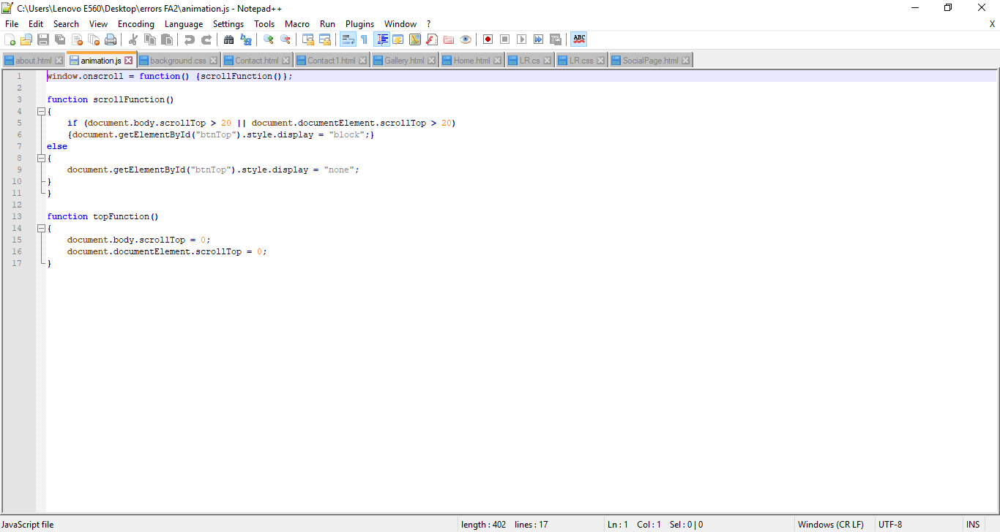 C:\Users\Lenovo E560\Desktop\errors FA2\animation.js - Notepad++
File Edit Search View Encoding Language Settings Tools Macro Run Plugins Window ? X
ABC
about.html animation.js background.css Contact.html Contact1.html Gallery.html Home.html LR.cs LR.css SocialPage.html
1 window.onscroll = function() {scrollFunction()};
2
3 function scrollFunction()
4 {
5 if (document.body.scrollTop > 20 || document.documentElement.scrollTop > 20)
6 {document.getElementById("btnTop").style.display = "block";}
7 else
8 {
9 document.getElementById("btnTop").style.display = "none";
10 }
11 }
12
13 function topFunction()
14 {
15 document.body.scrollTop = 0;
16 document.documentElement.scrollTop = 0;
17 }
JavaScript file length : 402 lines : 17 Ln : 1 Col : 1 Sel : 0 | 0 Windows (CR LF) UTF-8 INS